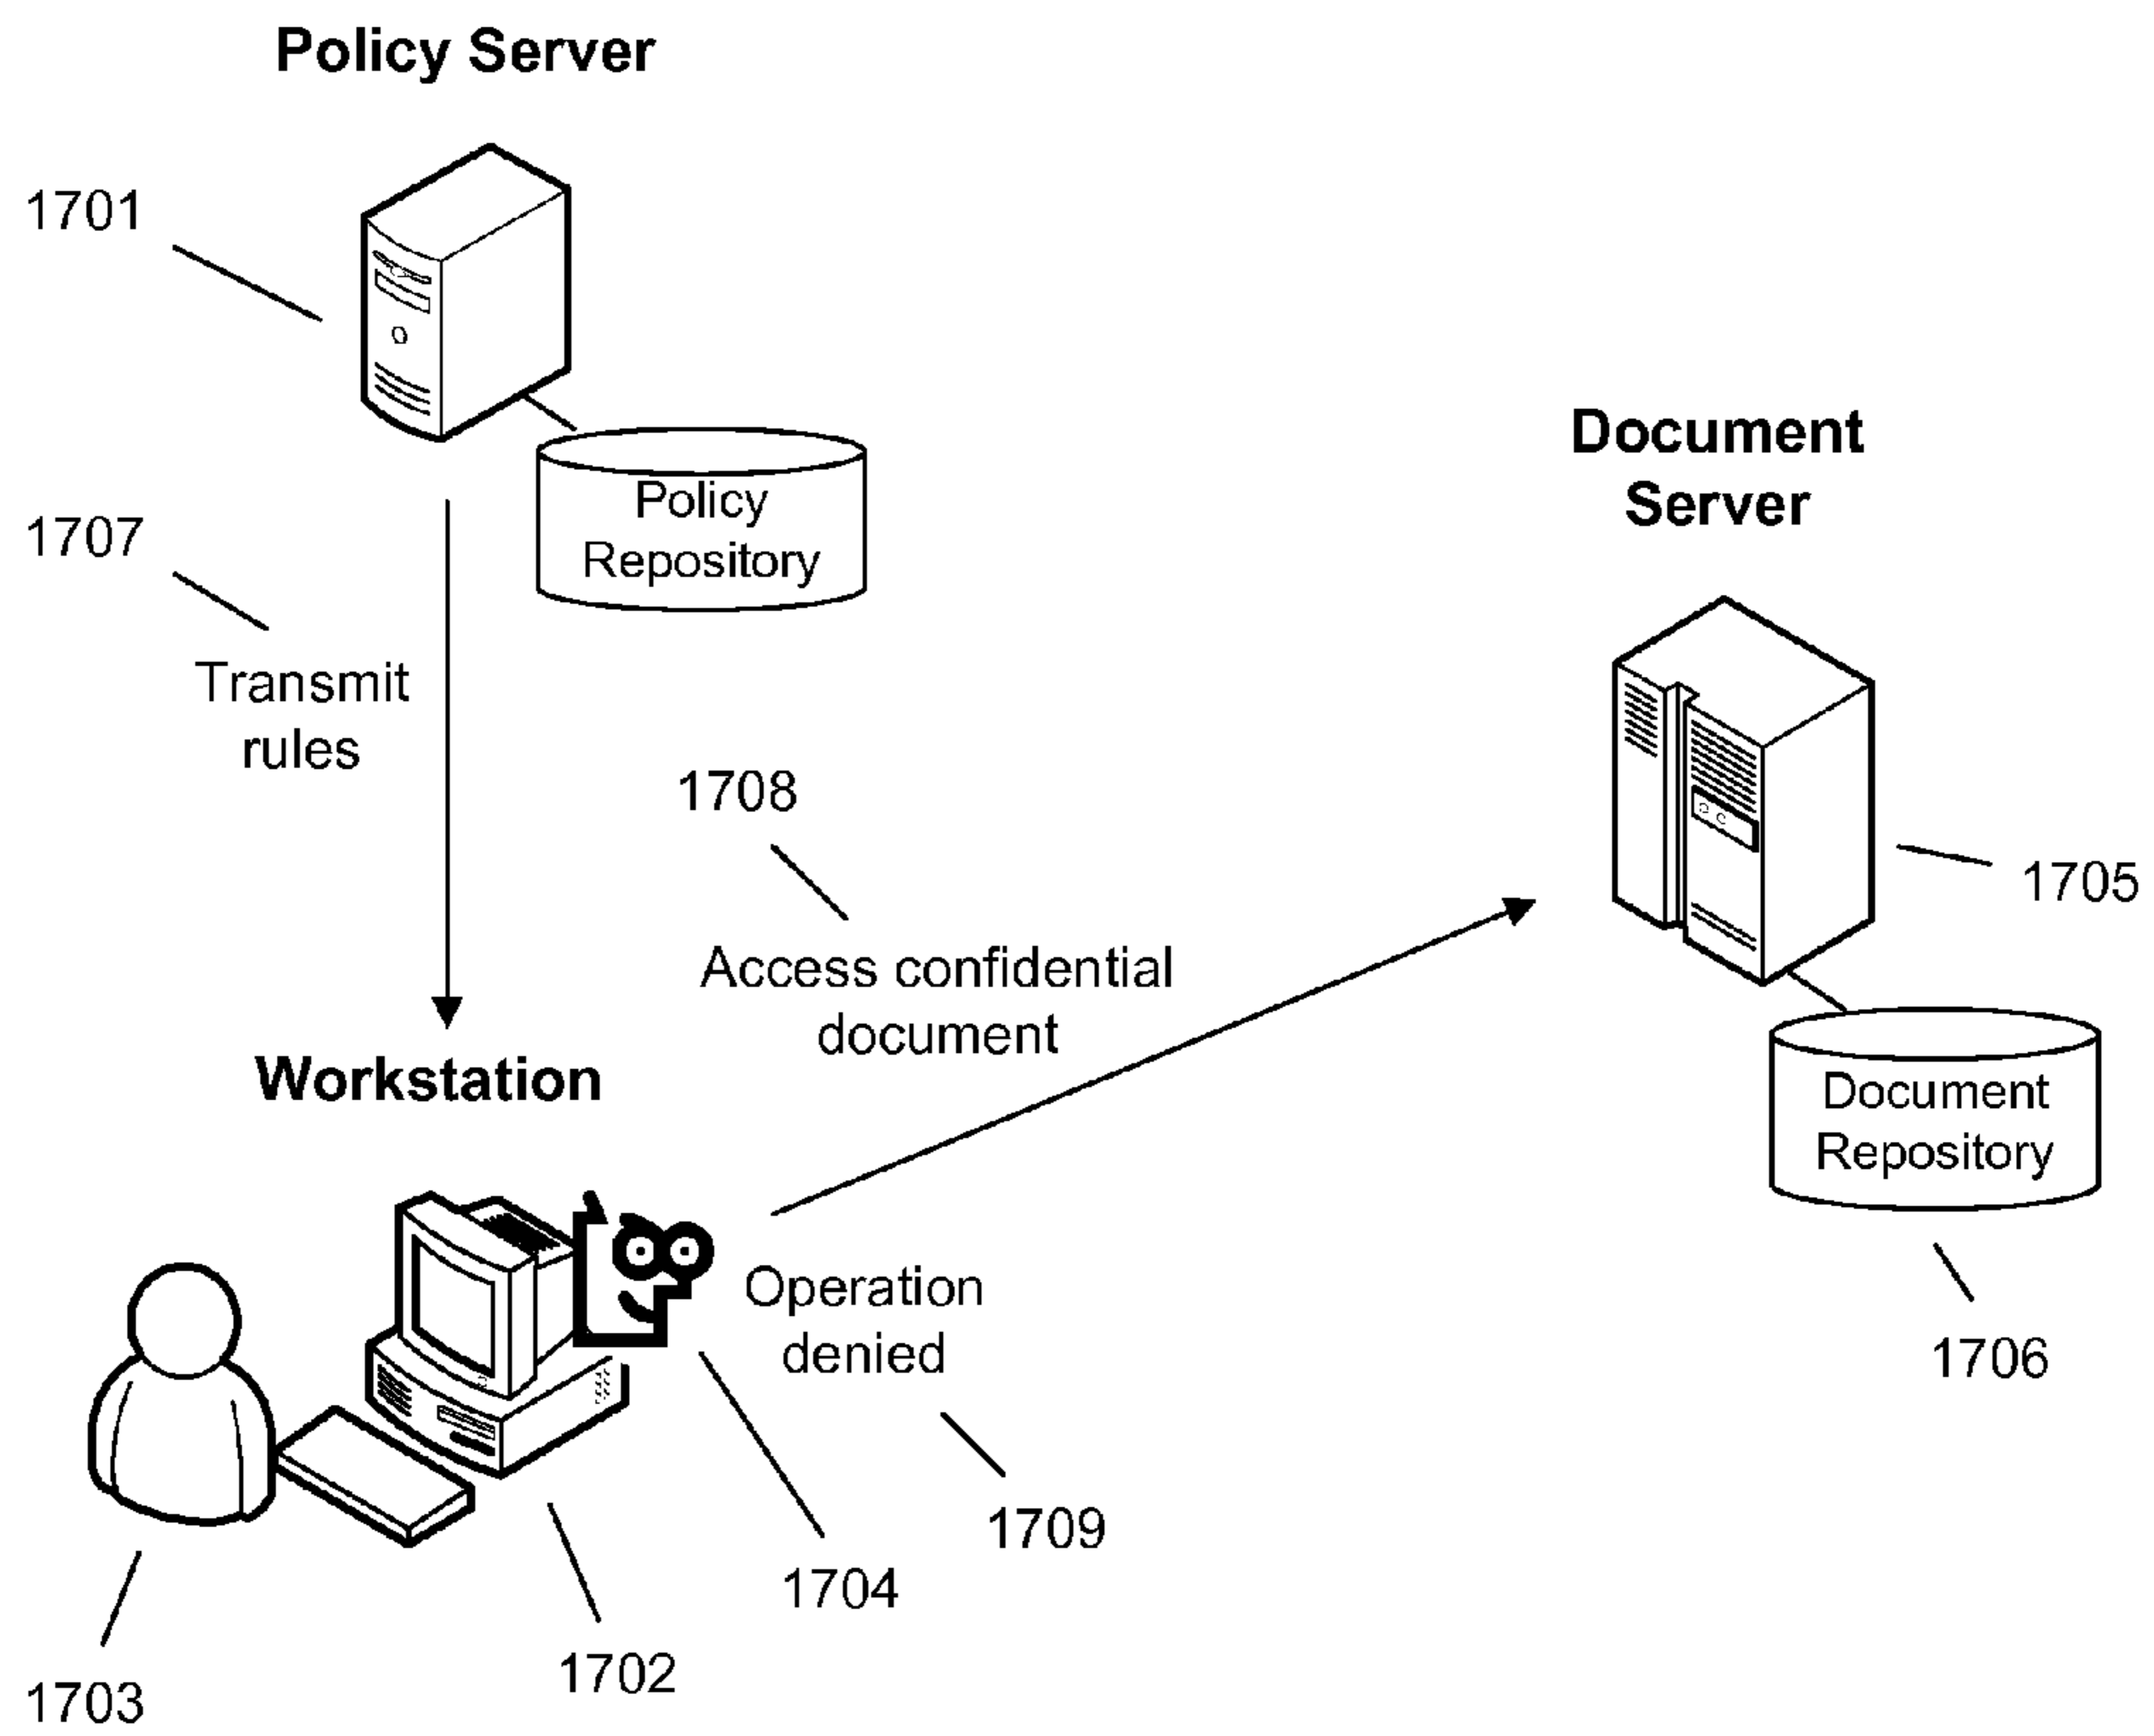 Policy Server
1701
Policy
Repository
1707
Transmit
rules
Document
Server
1708
1705
Access confidential
document
Workstation
Document
Repository
Operation
denied
1706
1709
1704
1702
1703